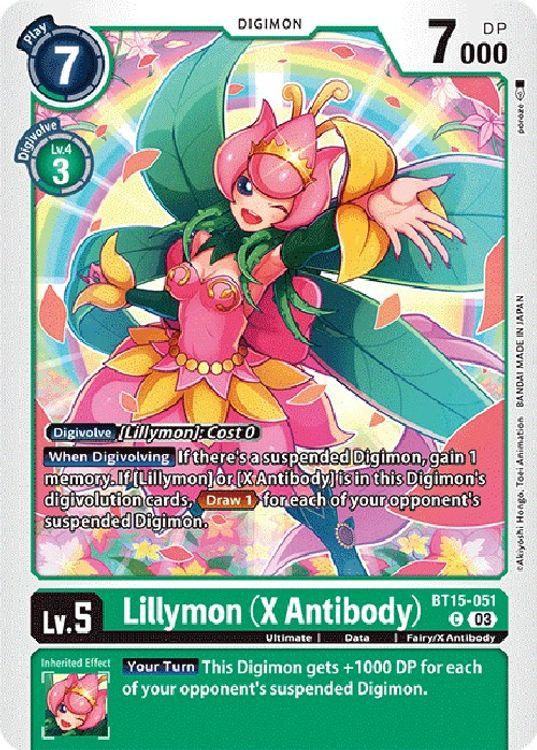 DIGIMON
Play
7
DP
7000
Digivolve
Lv.4
3
poroze
Digivolve [Lillymon]: Cost 0
When Digivolving If there's a suspended Digimon, gain 1
memory. If [Lillymon] or [X Antibody] is in this Digimon's
digivolution cards, Draw 1 for each of your opponent's
suspended Digimon.
©Akiyoshi Hongo, Toei Animation BANDAI MADE IN JAPAN
Lv.5
Lillymon (X Antibody)
BT15-051
C 03
Ultimate | Data | Fairy/X Antibody
Inherited Effect
Your Turn This Digimon gets +1000 DP for each
of your opponent's suspended Digimon.